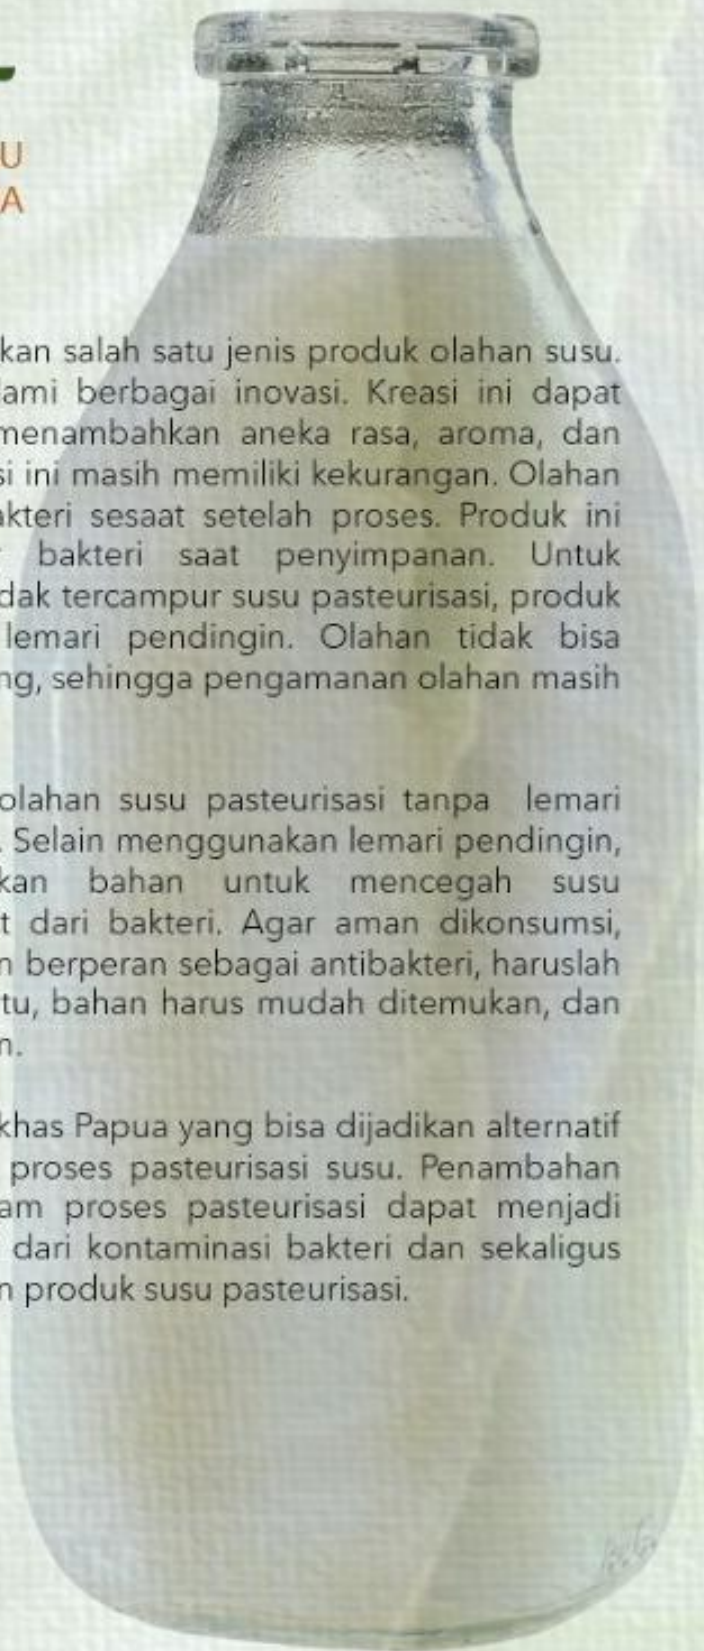 U
A
kan salah satu jenis produk olahan susu.
ami berbagai inovasi. Kreasi ini dapat
menambahkan aneka rasa, aroma, dan
si ini masih memiliki kekurangan. Olahan
akteri sesaat setelah proses. Produk ini
bakteri saat penyimpanan. Untuk
dak tercampur susu pasteurisasi, produk
lemari pendingin. Olahan tidak bisa
ng, sehingga pengamanan olahan masih
olahan susu pasteurisasi tanpa lemari
. Selain menggunakan lemari pendingin,
kan bahan untuk mencegah susu
t dari bakteri. Agar aman dikonsumsi,
n berperan sebagai antibakteri, haruslah
tu, bahan harus mudah ditemukan, dan
n.
khas Papua yang bisa dijadikan alternatif
proses pasteurisasi susu. Penambahan
am proses pasteurisasi dapat menjadi
dari kontaminasi bakteri dan sekaligus
n produk susu pasteurisasi.